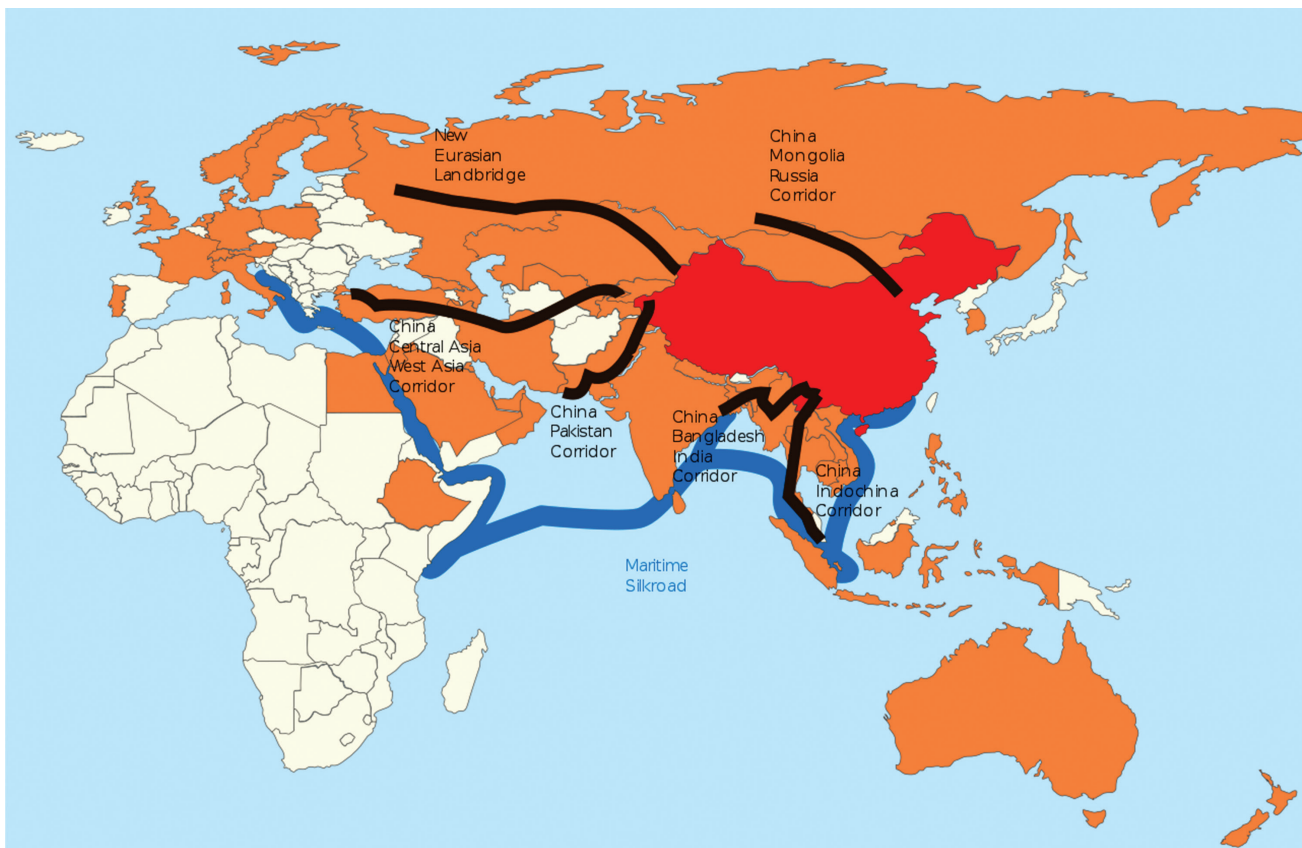 New
Eurasian
Landbridge
China
Mongolia
Russia
Corridor
China
Central Asia
West Asia
Corridor
China
Pakistan
Corridor
China
Bangladesh
India
Corridor
China
Indochina
Corridor
Maritime
Silkroad